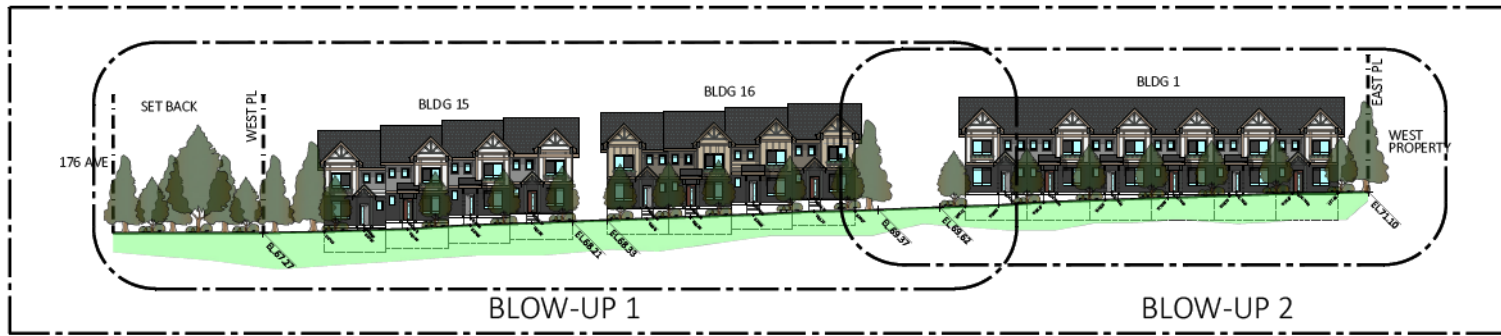 SET BACK
176 AVE
WEST PL
BLDG 15
BLDG 16
BLDG 1
EAST PL
WEST
PROPERTY
EL.67.27
EL.68.21
EL.68.33
EL.69.37
EL.69.62
EL.71.10
BLOW-UP 1
BLOW-UP 2